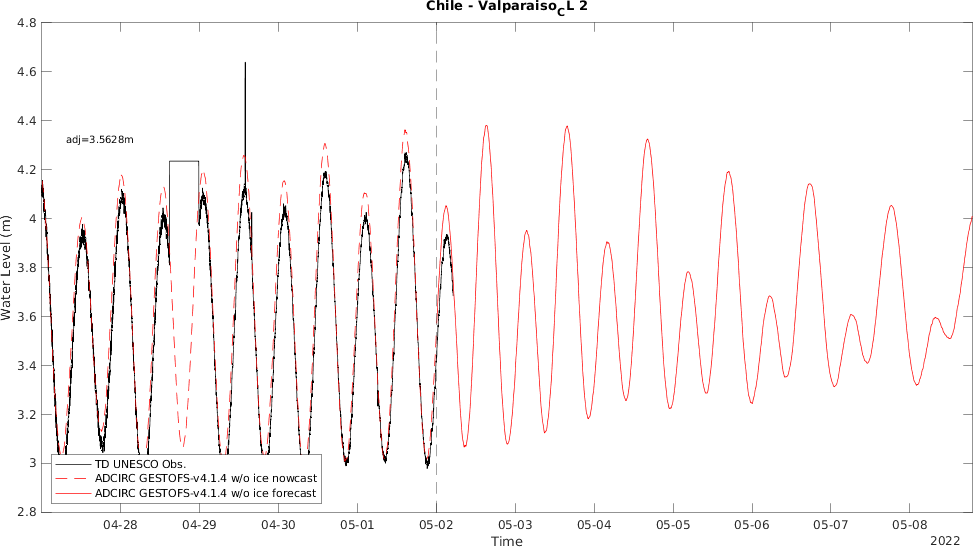 Chile - ValparaisoCL 2
4.8
4.6
4.4
4.2
4
3.8
3.6
3.4
3.2
3
2.8
Water Level (m)
adj=3.5628m
TD UNESCO Obs.
ADCIRC GESTOFS-v4.1.4 w/o ice nowcast
ADCIRC GESTOFS-v4.1.4 w/o ice forecast
04-28 04-29 04-30 05-01 05-02 05-03 05-04 05-05 05-06 05-07 05-08
Time
2022